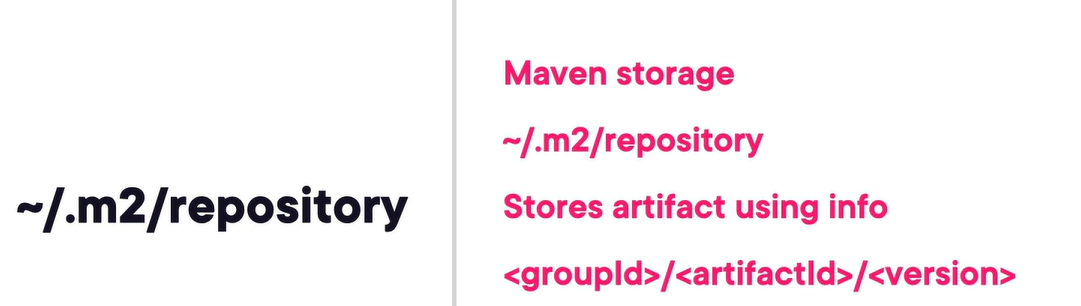 ~/.m2/repository
Maven storage
~/.m2/repository
Stores artifact using info
<groupId>/<artifactId>/<version>